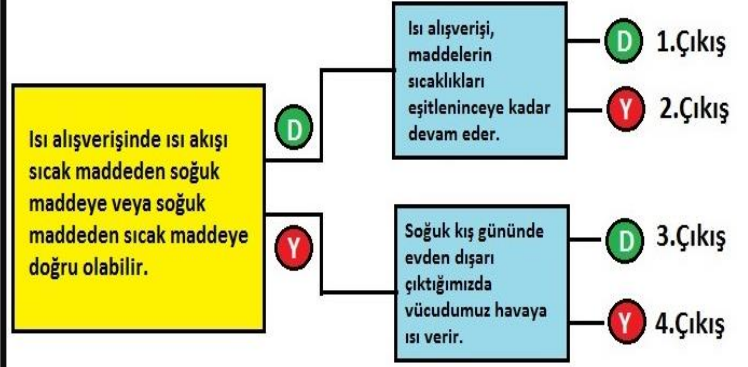 Isı alışverişinde ısı akışı
sıcak maddeden soğuk
maddeye veya soğuk
maddeden sıcak maddeye
doğru olabilir.
D
Y
Isı alışverişi,
maddelerin
sıcaklıkları
eşitleninceye kadar
devam eder.
D 1.Çıkış
Y 2.Çıkış
Soğuk kış gününde
evden dışarı
çıktığımızda
vücudumuz havaya
ısı verir.
D 3.Çıkış
Y 4.Çıkış